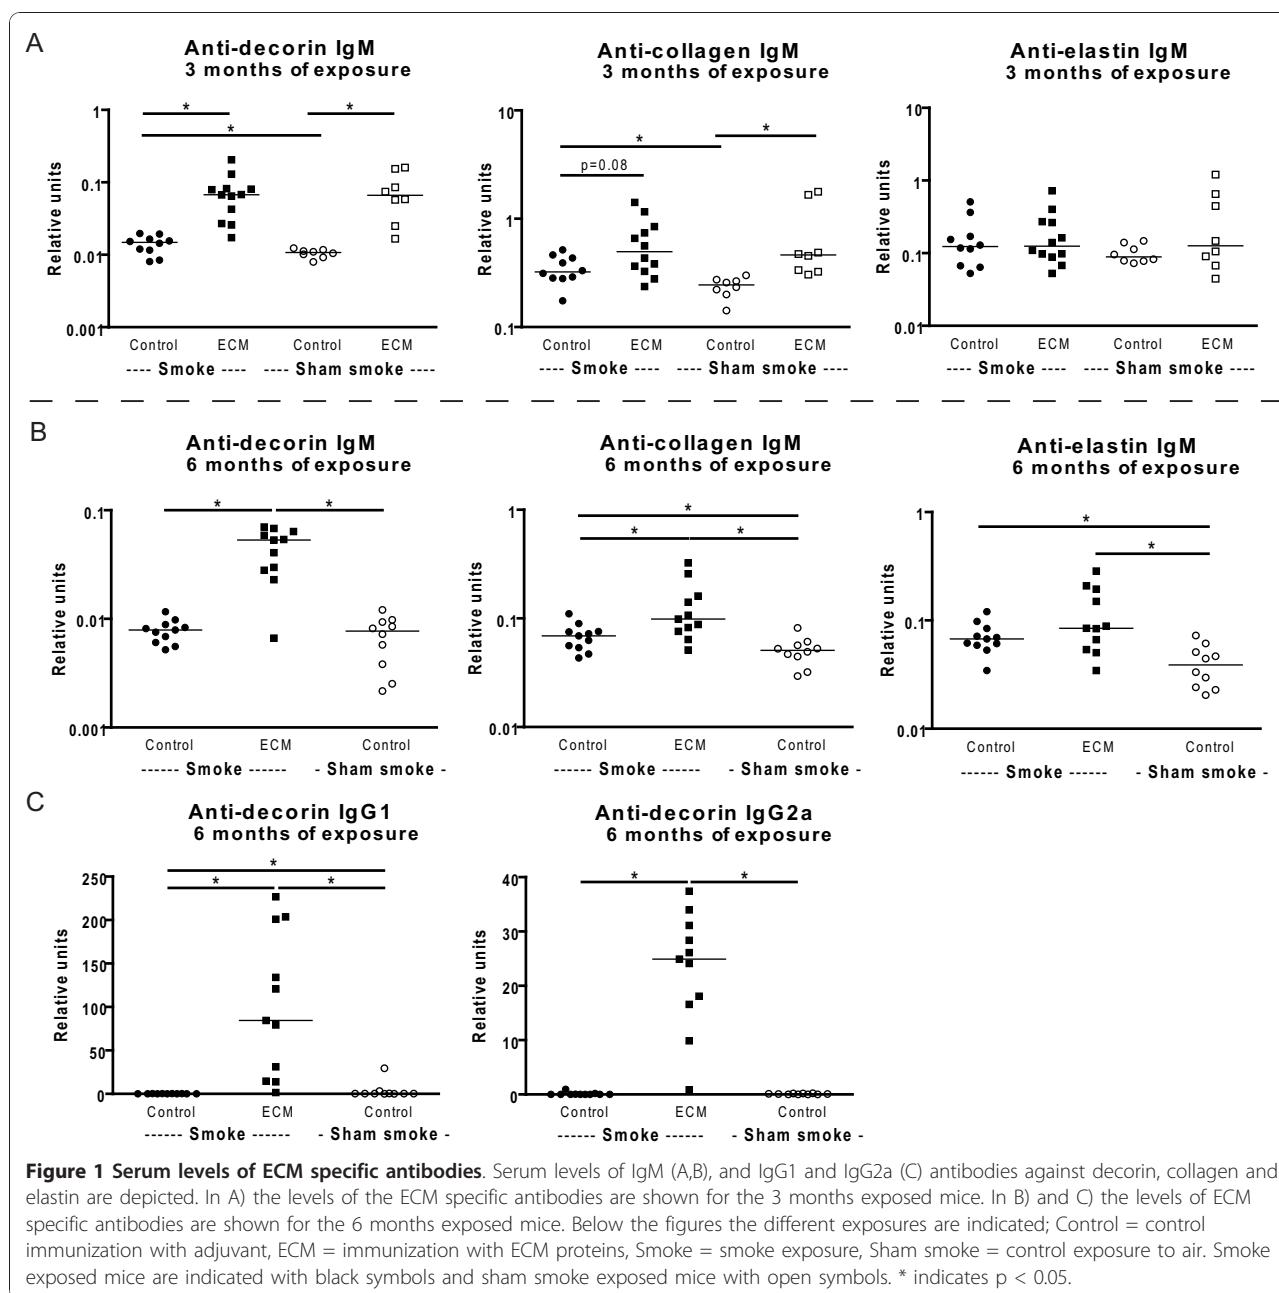 A
Anti-decorin IgM
3 months of exposure
Anti-collagen IgM
3 months of exposure
Anti-elastin IgM
3 months of exposure
Relative units
1
0.1
0.01
0.001
* * *
Control ECM Control ECM
---- Smoke ---- ---- Sham smoke ----
Relative units
10
1
0.1
* *
p=0.08
Control ECM Control ECM
---- Smoke ---- ---- Sham smoke ----
Relative units
10
1
0.1
0.01
Control ECM Control ECM
---- Smoke ---- ---- Sham smoke ----
B
Anti-decorin IgM
6 months of exposure
Anti-collagen IgM
6 months of exposure
Anti-elastin IgM
6 months of exposure
Relative units
0.1
0.01
0.001
* *
Control ECM Control
------ Smoke ------ - Sham smoke -
Relative units
1
0.1
0.01
*
* *
Control ECM Control
------ Smoke ------ - Sham smoke -
Relative units
1
0.1
0.01
*
*
Control ECM Control
------ Smoke ------ - Sham smoke -
C
Anti-decorin IgG1
6 months of exposure
Anti-decorin IgG2a
6 months of exposure
Relative units
250
200
150
100
50
0
*
* *
Control ECM Control
------ Smoke ------ - Sham smoke -
Relative units
40
30
20
10
0
* *
Control ECM Control
------ Smoke ------ - Sham smoke -
Figure 1 Serum levels of ECM specific antibodies. Serum levels of IgM (A,B), and IgG1 and IgG2a (C) antibodies against decorin, collagen and
elastin are depicted. In A) the levels of the ECM specific antibodies are shown for the 3 months exposed mice. In B) and C) the levels of ECM
specific antibodies are shown for the 6 months exposed mice. Below the figures the different exposures are indicated; Control = control
immunization with adjuvant, ECM = immunization with ECM proteins, Smoke = smoke exposure, Sham smoke = control exposure to air. Smoke
exposed mice are indicated with black symbols and sham smoke exposed mice with open symbols. * indicates p < 0.05.